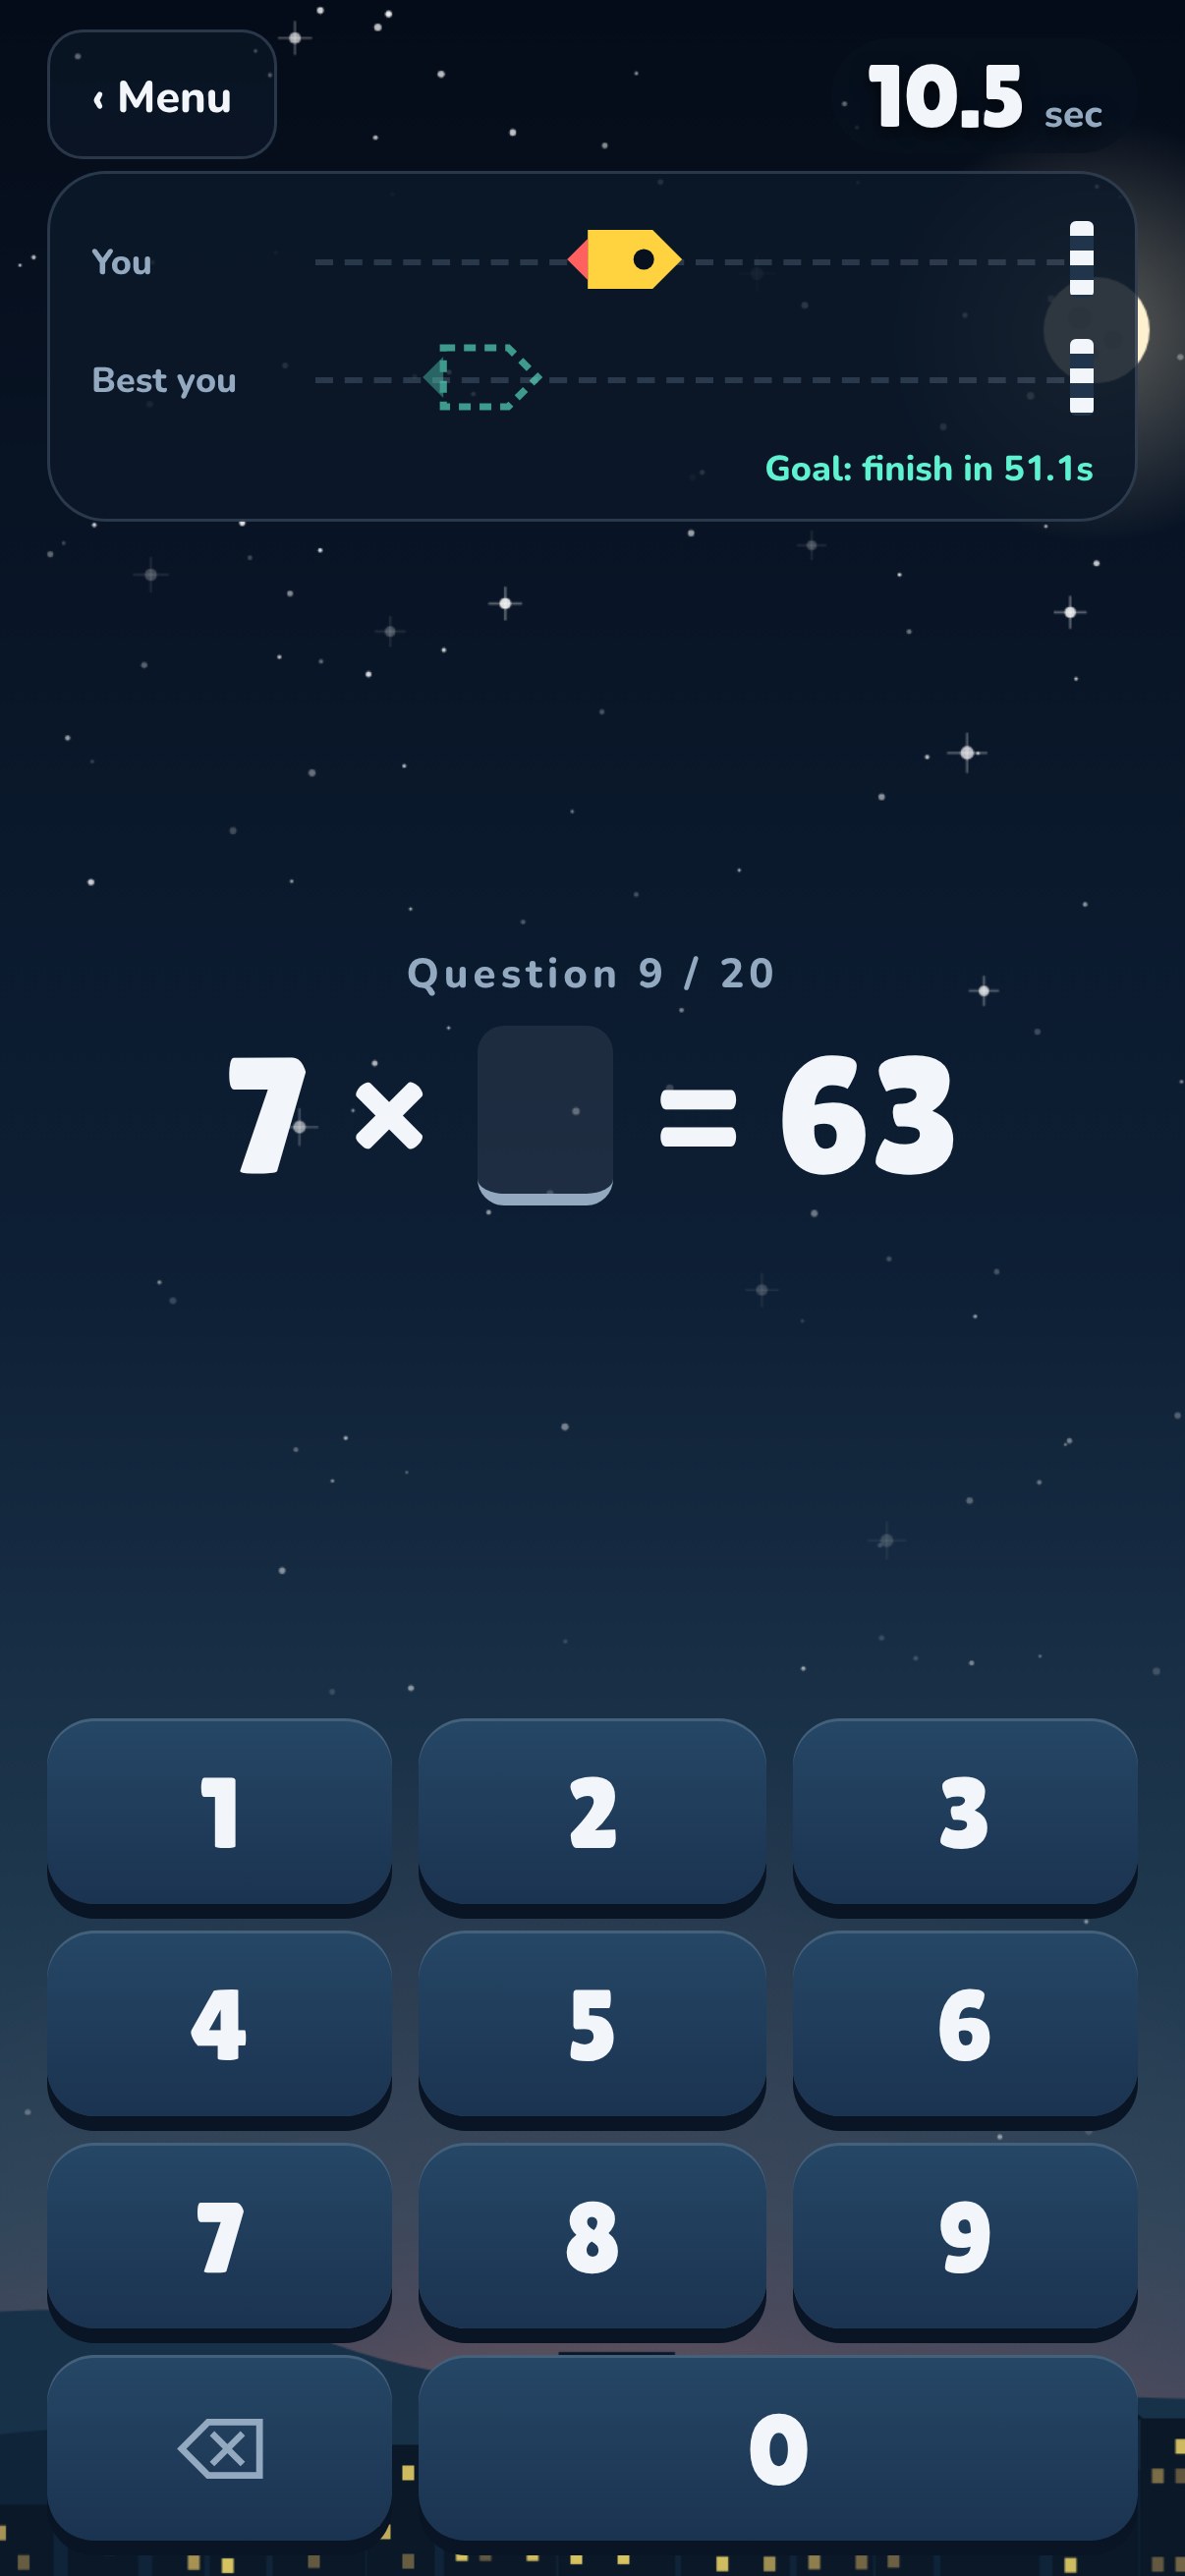 ‹ Menu
10.5 sec
You
Best you
Goal: finish in 51.1s
Question 9 / 20
7 × = 63
1 2 3
4 5 6
7 8 9
0